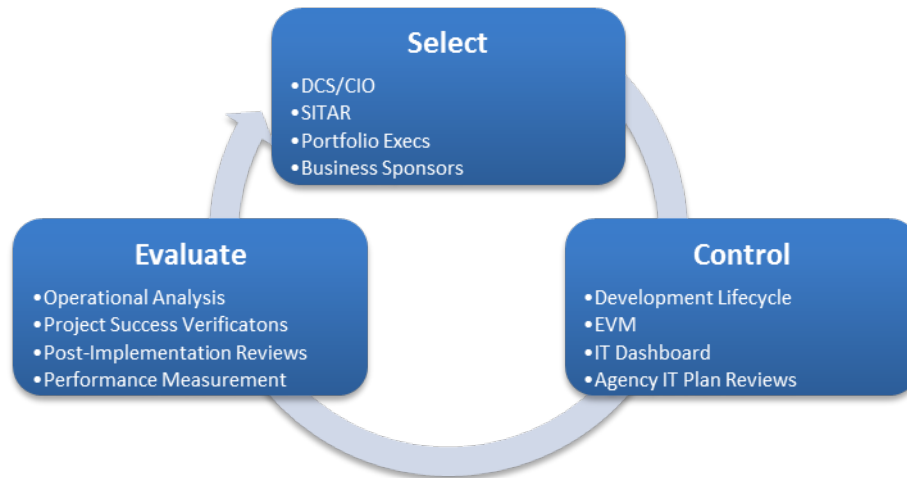 Select
•DCS/CIO
•SITAR
•Portfolio Execs
•Business Sponsors
Control
•Development Lifecycle
•EVM
•IT Dashboard
•Agency IT Plan Reviews
Evaluate
•Operational Analysis
•Project Success Verificatons
•Post-Implementation Reviews
•Performance Measurement